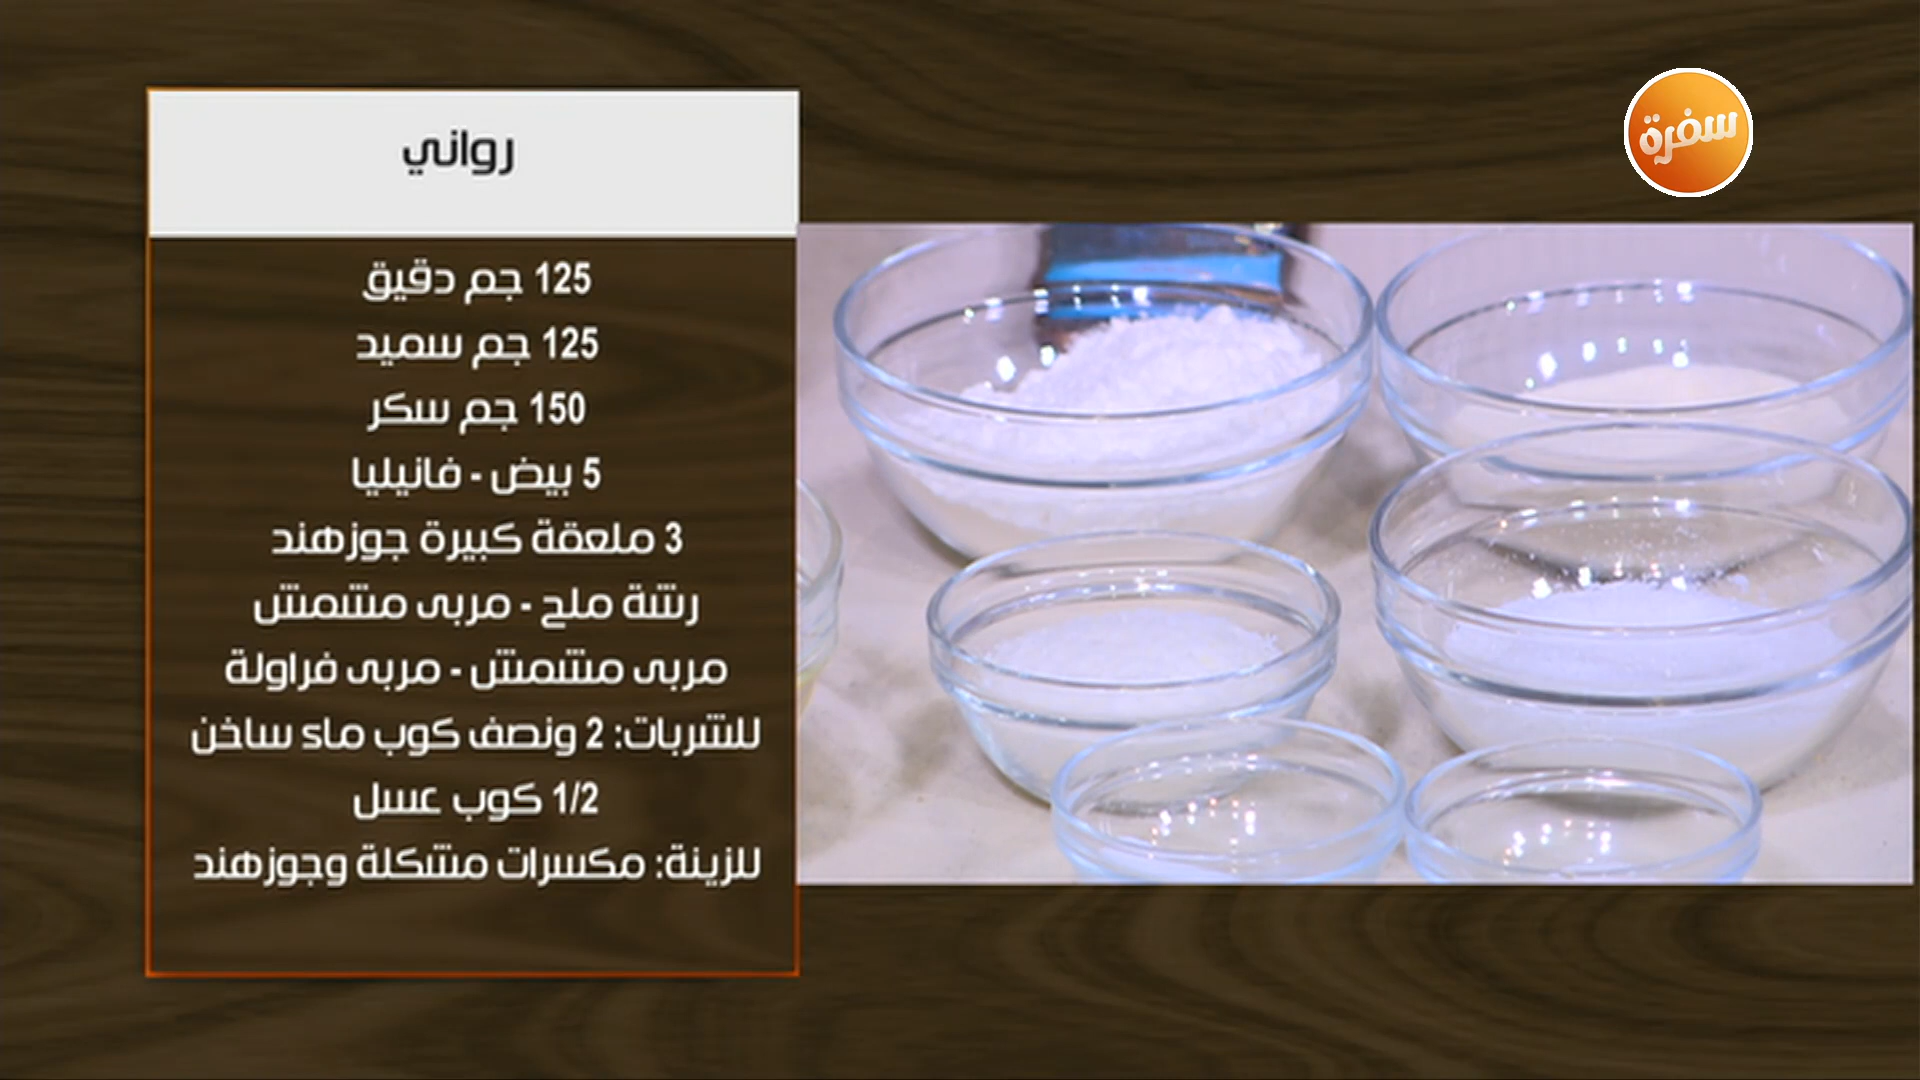 سفرة
رواني
125 جم دقيق
125 جم سميد
150 جم سكر
5 بيض - فانيليا
3 ملعقة كبيرة جوزهند
رشة ملح - مربى مشمش
مربى مشمش - مربى فراولة
للشربات: 2 ونصف كوب ماء ساخن
1/2 كوب عسل
للزينة: مكسرات مشكلة وجوزهند